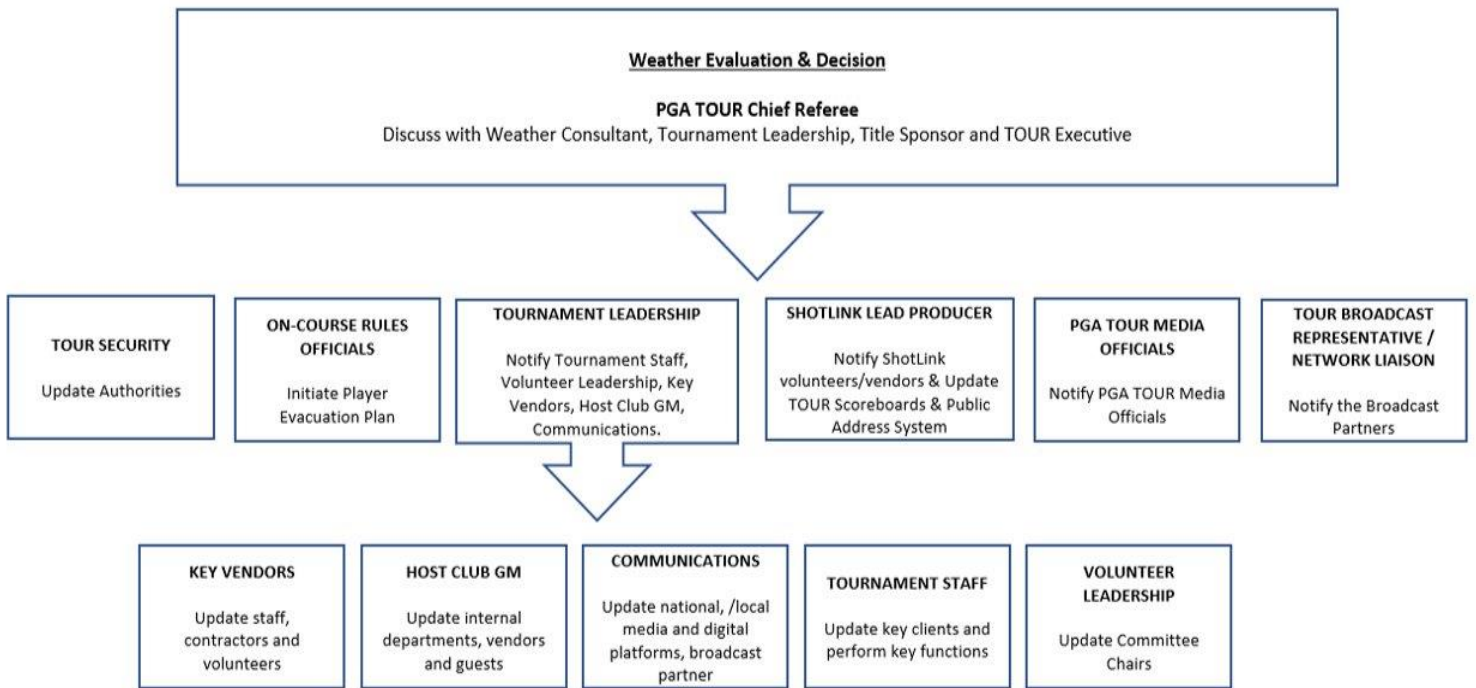 Weather Evaluation & Decision
PGA TOUR Chief Referee
Discuss with Weather Consultant, Tournament Leadership, Title Sponsor and TOUR Executive
TOUR SECURITY
Update Authorities
ON-COURSE RULES
OFFICIALS
Initiate Player
Evacuation Plan
TOURNAMENT LEADERSHIP
Notify Tournament Staff,
Volunteer Leadership, Key
Vendors, Host Club GM,
Communications.
SHOTLINK LEAD PRODUCER
Notify ShotLink
volunteers/vendors & Update
TOUR Scoreboards & Public
Address System
PGA TOUR MEDIA
OFFICIALS
Notify PGA TOUR Media
Officials
TOUR BROADCAST
REPRESENTATIVE /
NETWORK LIAISON
Notify the Broadcast
Partners
KEY VENDORS
Update staff,
contractors and
volunteers
HOST CLUB GM
Update internal
departments, vendors
and guests
COMMUNICATIONS
Update national, /local
media and digital
platforms, broadcast
partner
TOURNAMENT STAFF
Update key clients and
perform key functions
VOLUNTEER
LEADERSHIP
Update Committee
Chairs